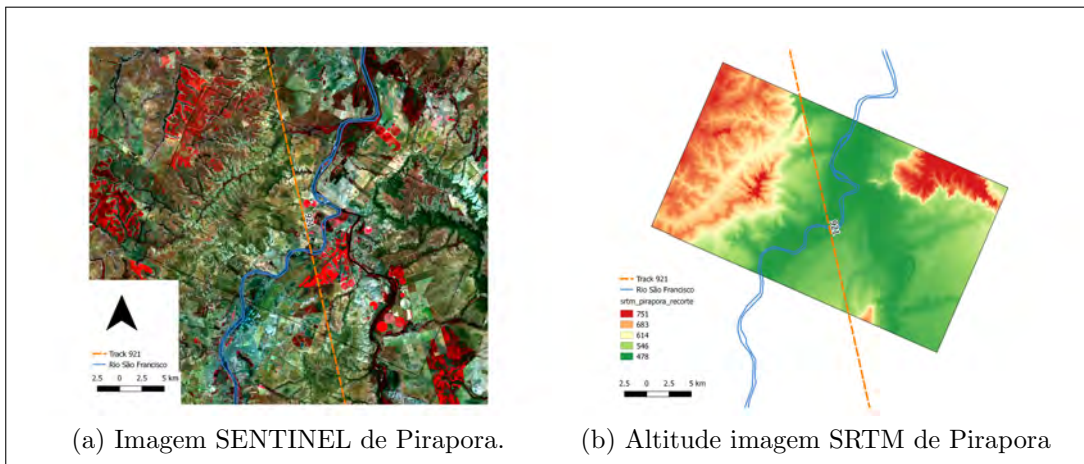 921
Track 921
Rio São Francisco
2.5 0 2.5 5 km
(a) Imagem SENTINEL de Pirapora.
921
Track 921
Rio São Francisco
srtm_pirapora_recorte
751
683
614
546
478
2.5 0 2.5 5 km
(b) Altitude imagem SRTM de Pirapora